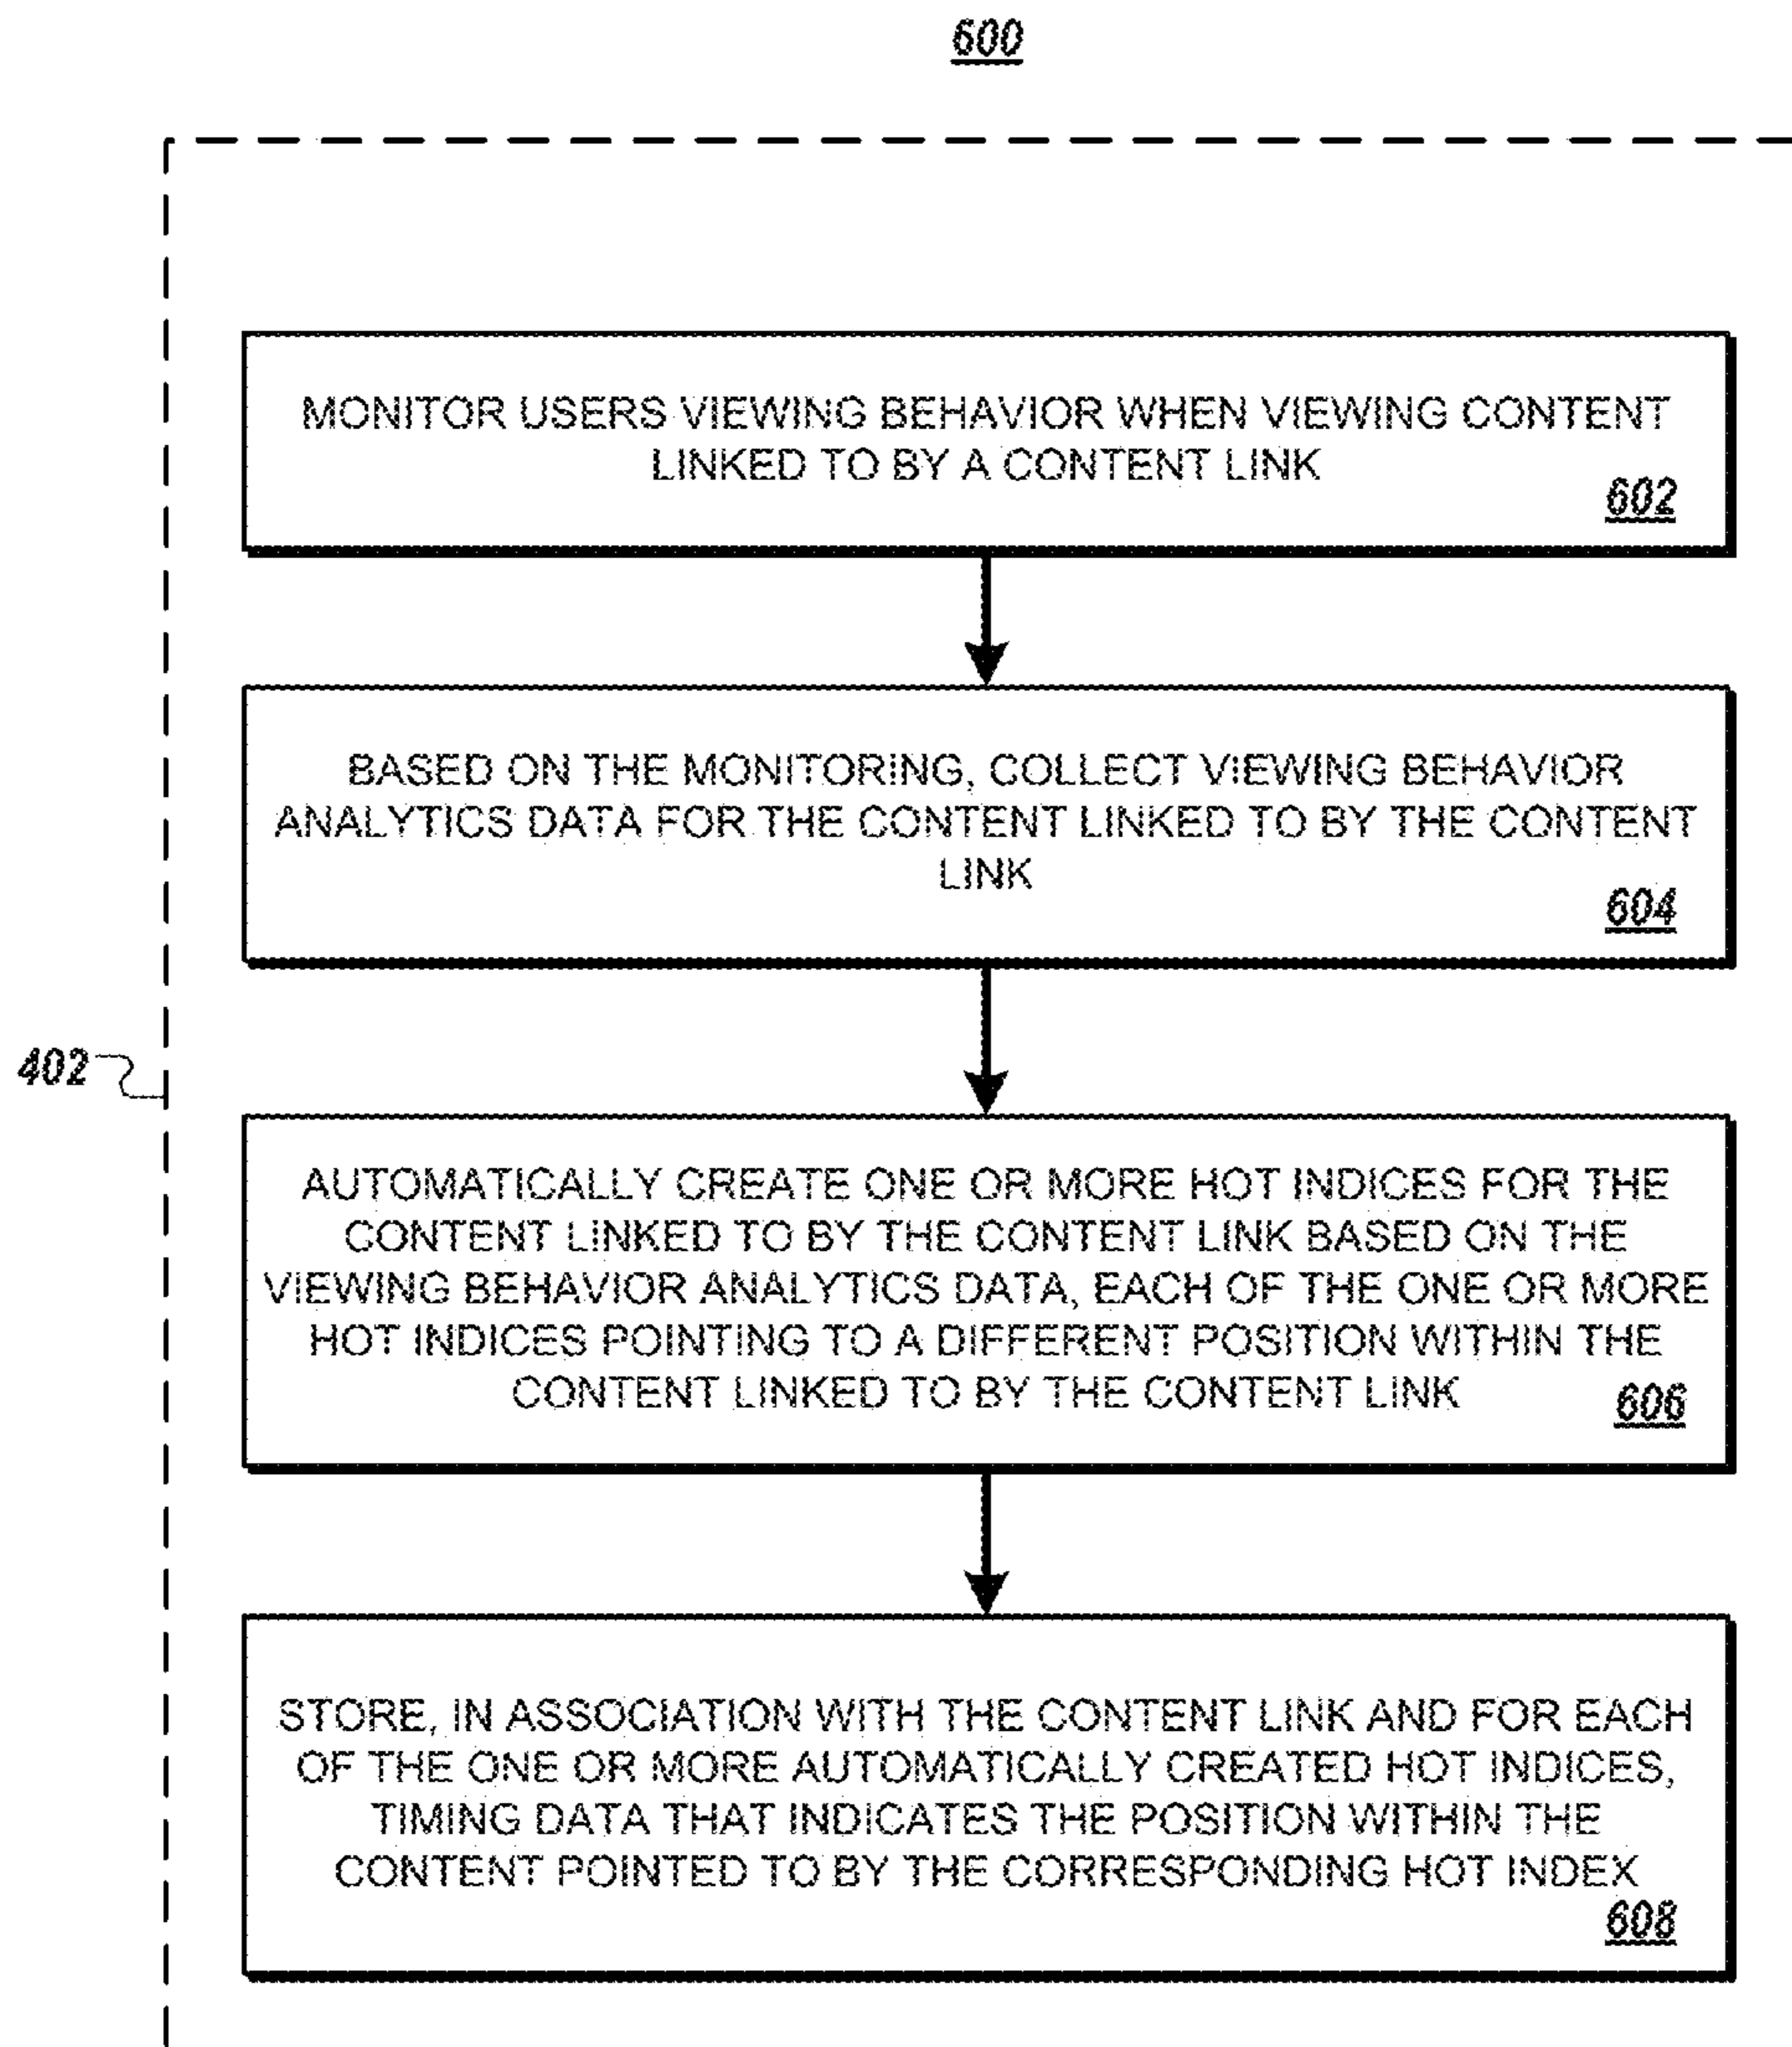 600
MONITOR USERS VIEWING BEHAVIOR WHEN VIEWING CONTENT
LINKED TO BY A CONTENT LINK
602
BASED ON THE MONITORING, COLLECT VIEWING BEHAVIOR
ANALYTICS DATA FOR THE CONTENT LINKED TO BY THE CONTENT
LINK
604
402
AUTOMATICALLY CREATE ONE OR MORE HOT INDICES FOR THE
CONTENT LINKED TO BY THE CONTENT LINK BASED ON THE
VIEWING BEHAVIOR ANALYTICS DATA, EACH OF THE ONE OR MORE
HOT INDICES POINTING TO A DIFFERENT POSITION WITHIN THE
CONTENT LINKED TO BY THE CONTENT LINK
606
STORE, IN ASSOCIATION WITH THE CONTENT LINK AND FOR EACH
OF THE ONE OR MORE AUTOMATICALLY CREATED HOT INDICES,
TIMING DATA THAT INDICATES THE POSITION WITHIN THE
CONTENT POINTED TO BY THE CORRESPONDING HOT INDEX
608